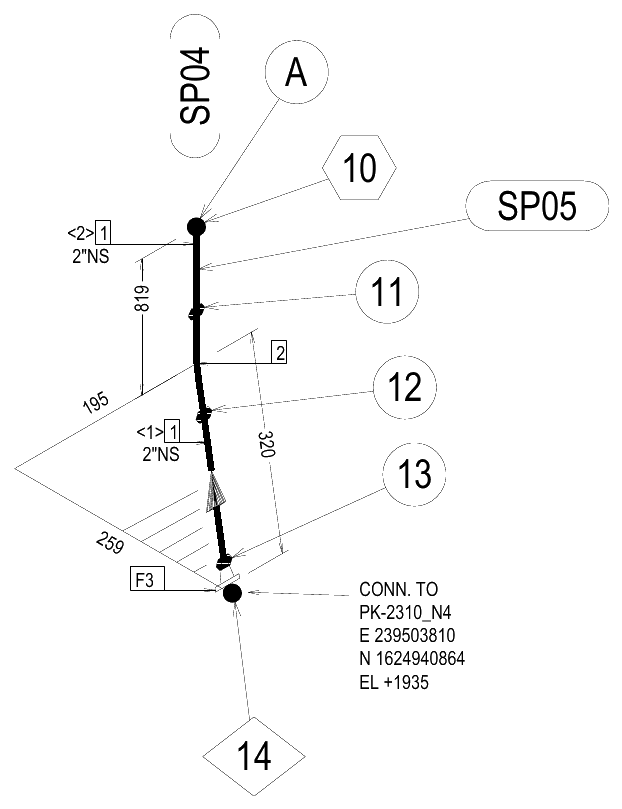 SP04
A
10
SP05
<2> 1
2"NS
11
819
2
12
195
<1> 1
2"NS
320
13
259
F3
CONN. TO
PK-2310_N4
E 239503810
N 1624940864
EL +1935
14